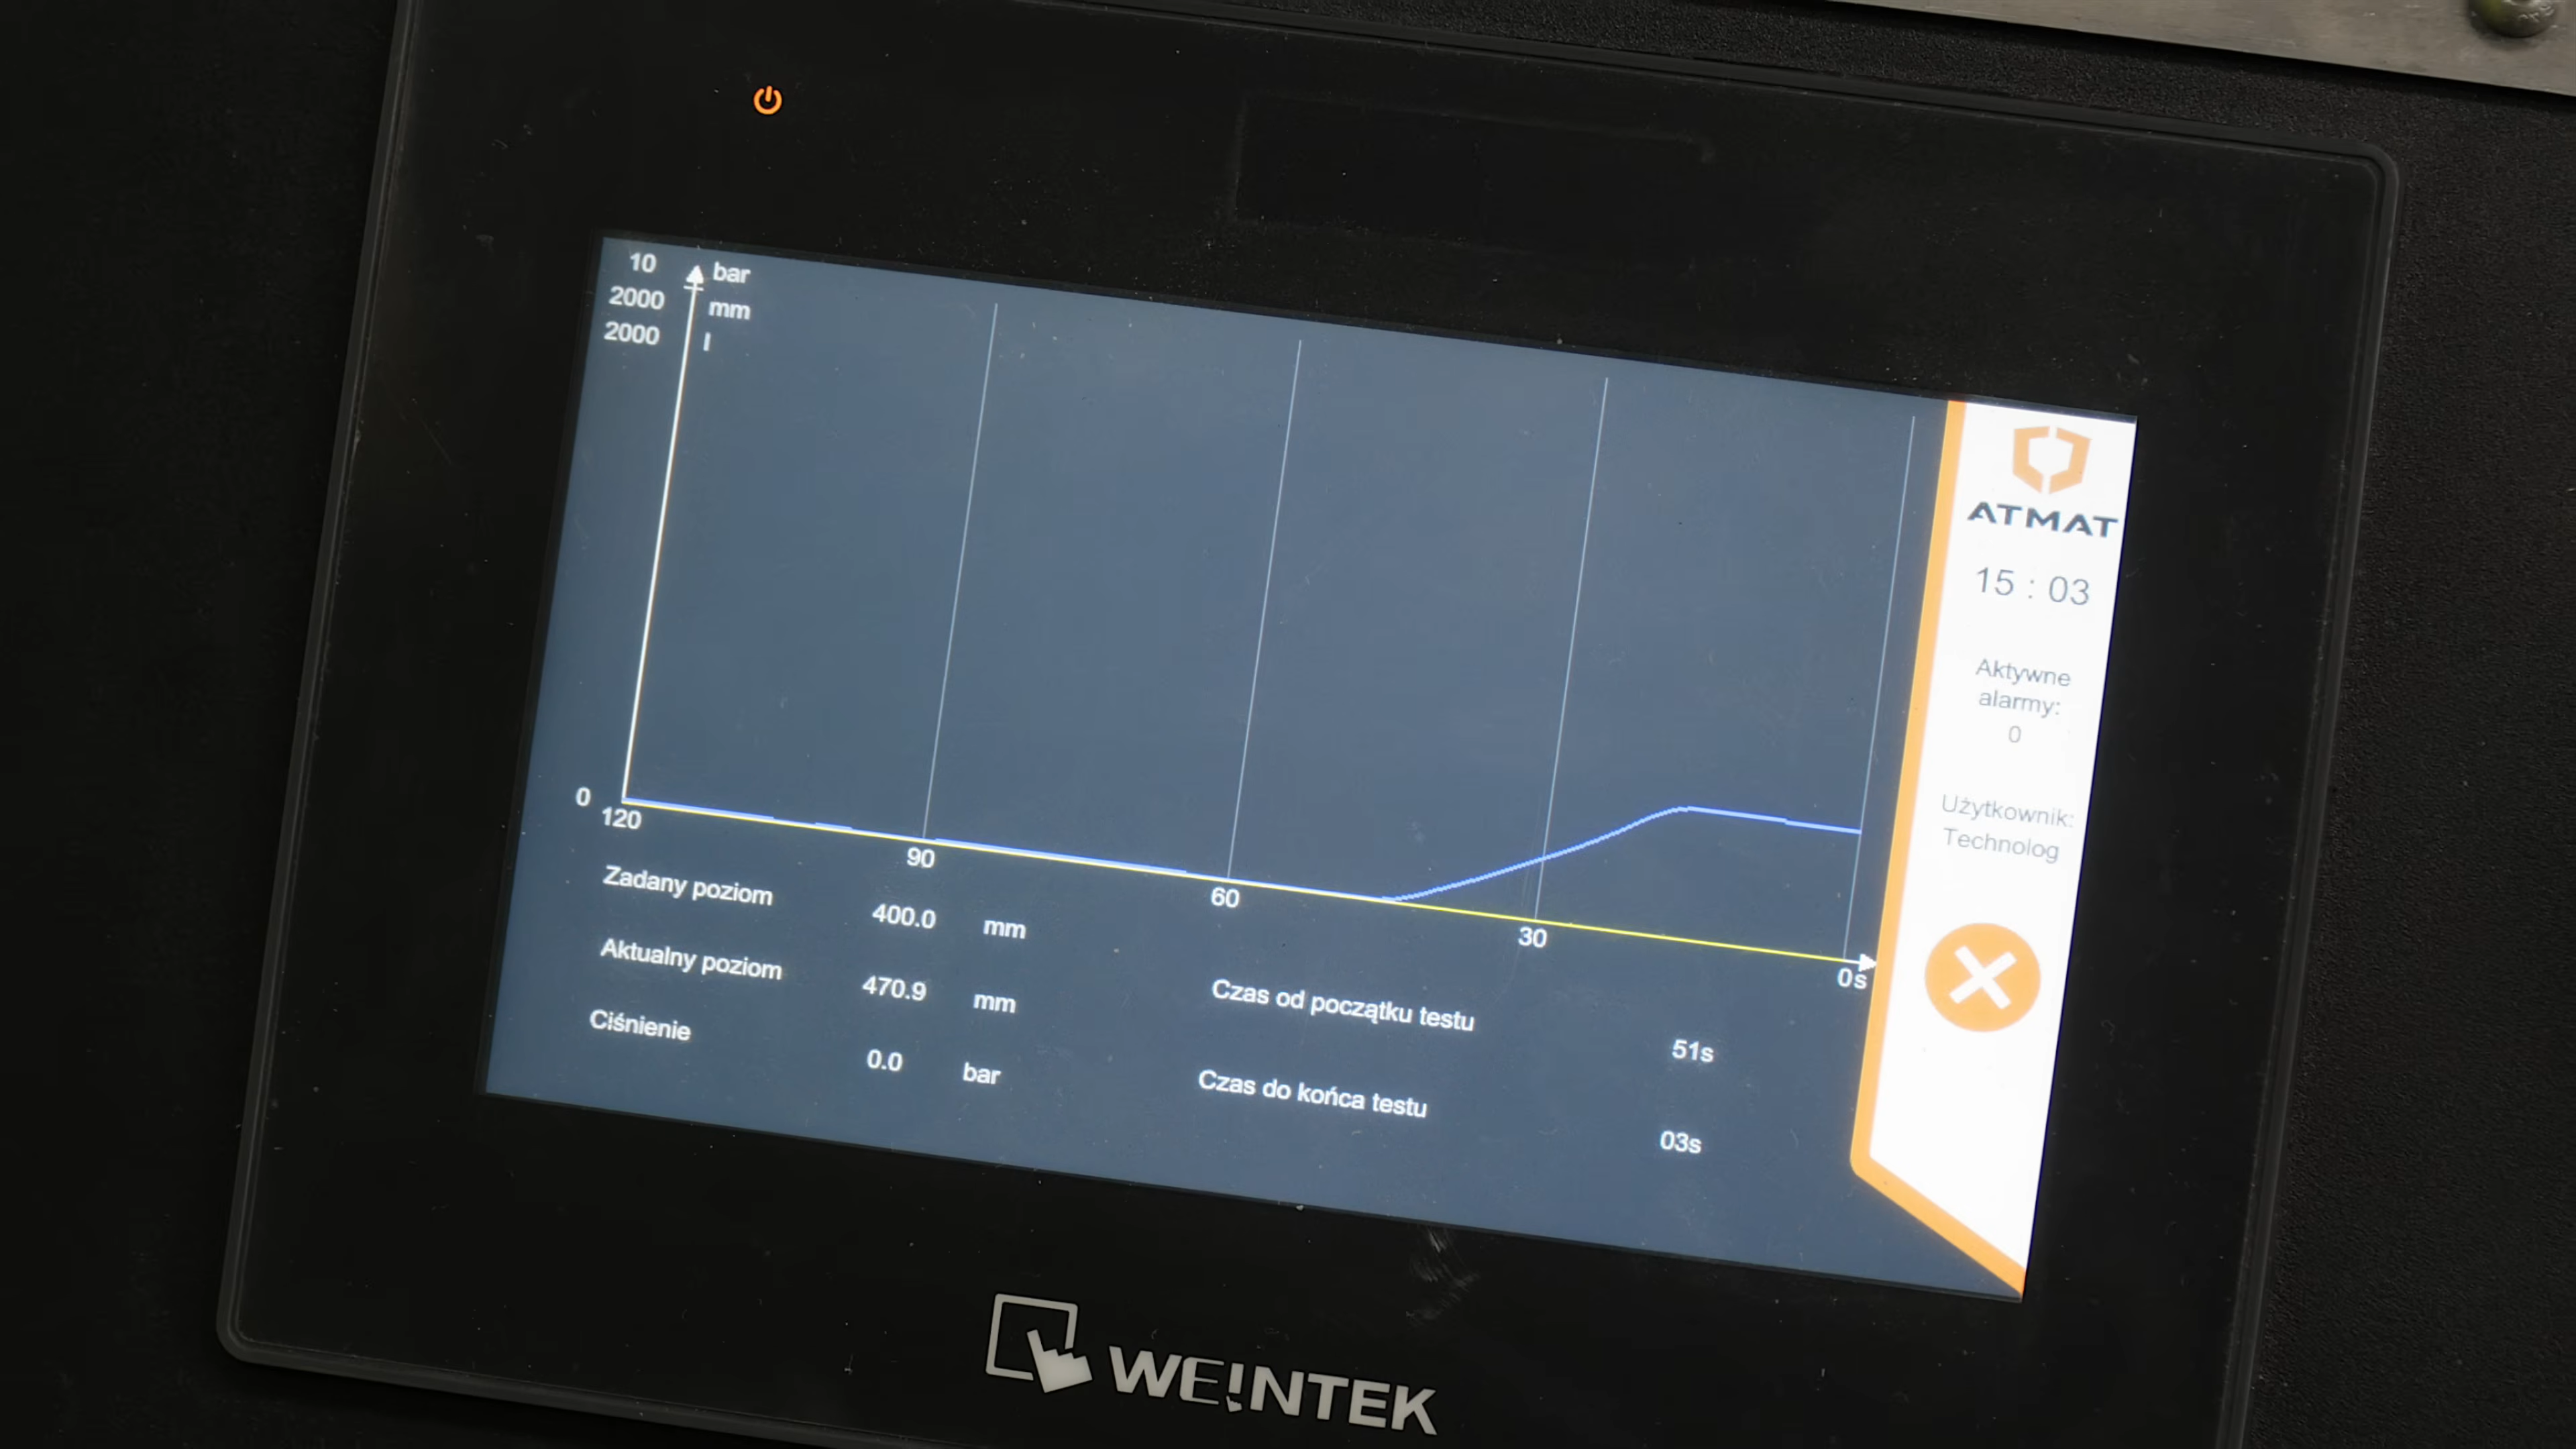 10 bar
2000 mm
2000 l
0
120 90 60 30 0s
Zadany poziom 400.0 mm
Aktualny poziom 470.9 mm
Ciśnienie 0.0 bar
Czas od początku testu
51s
Czas do końca testu
03s
ATMAT
15 : 03
Aktywne
alarmy:
0
Użytkownik:
Technolog
WEINTEK